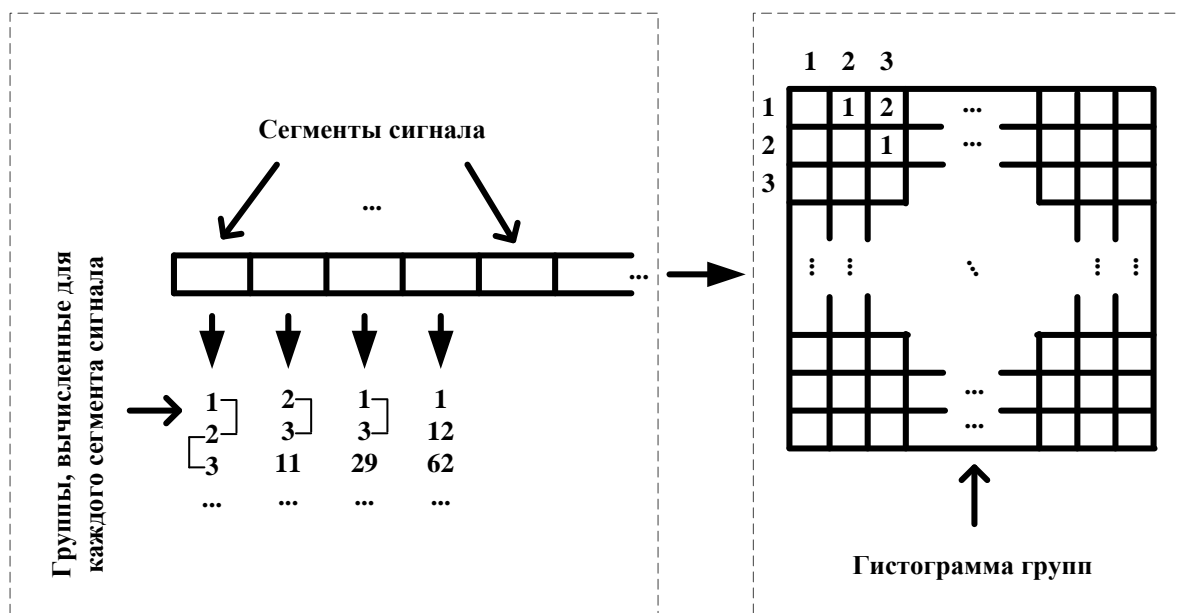 Сегменты сигнала
...
...
Группы, вычисленные для
каждого сегмента сигнала
1 2 1 1
2 3 3 12
3 11 29 62
... ... ... ...
1 2 3
1 1 2 ...
2 1 ...
3
... ... ... ... ...
...
...
Гистограмма групп